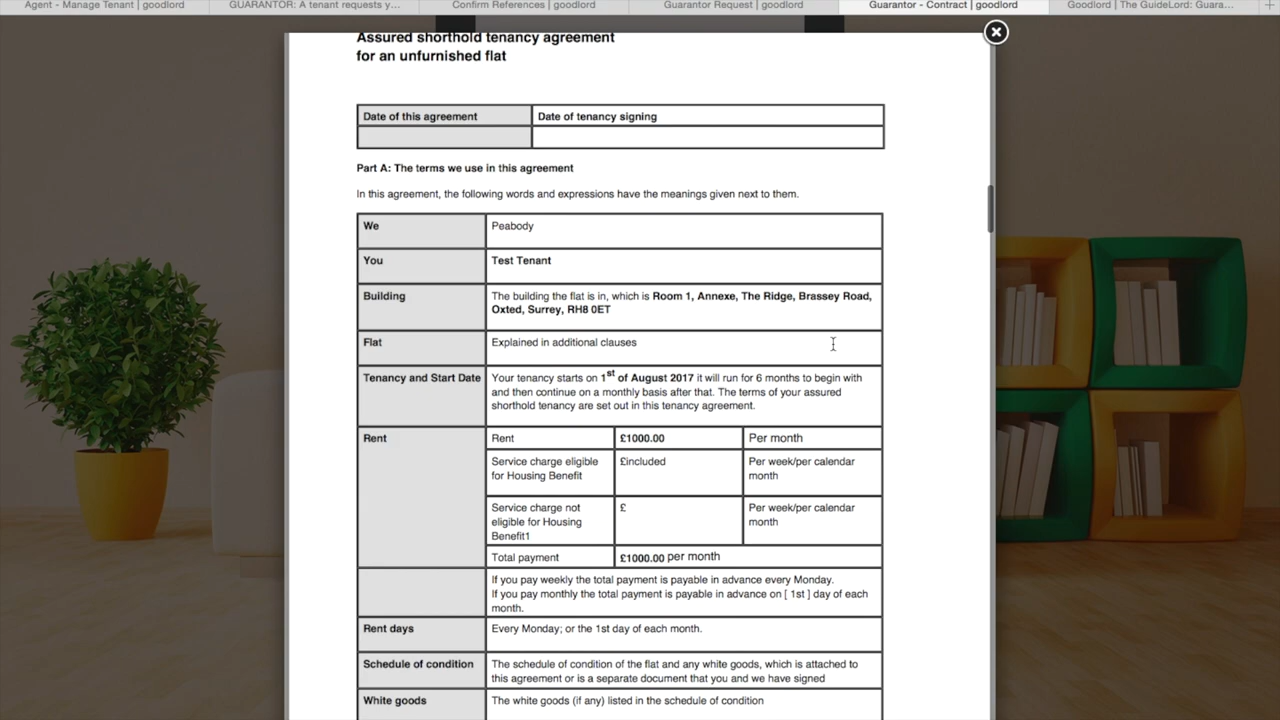 Agent - Manage Tenant | goodlord
GUARANTOR: A tenant requests y...
Confirm References | goodlord
Guarantor Request | goodlord
Guarantor - Contract | goodlord
Goodlord | The GuideLord: Guara...
Assured shorthold tenancy agreement
for an unfurnished flat
Date of this agreement
Date of tenancy signing
Part A: The terms we use in this agreement
In this agreement, the following words and expressions have the meanings given next to them.
We
Peabody
You
Test Tenant
Building
The building the flat is in, which is Room 1, Annexe, The Ridge, Brassey Road,
Oxted, Surrey, RH8 0ET
Flat
Explained in additional clauses
Tenancy and Start Date
Your tenancy starts on 1st of August 2017 it will run for 6 months to begin with
and then continue on a monthly basis after that. The terms of your assured
shorthold tenancy are set out in this tenancy agreement.
Rent
Rent
£1000.00
Per month
Service charge eligible
for Housing Benefit
£included
Per week/per calendar
month
Service charge not
eligible for Housing
Benefit1
£
Per week/per calendar
month
Total payment
£1000.00 per month
If you pay weekly the total payment is payable in advance every Monday.
If you pay monthly the total payment is payable in advance on [ 1st ] day of each
month.
Rent days
Every Monday; or the 1st day of each month.
Schedule of condition
The schedule of condition of the flat and any white goods, which is attached to
this agreement or is a separate document that you and we have signed
White goods
The white goods (if any) listed in the schedule of condition